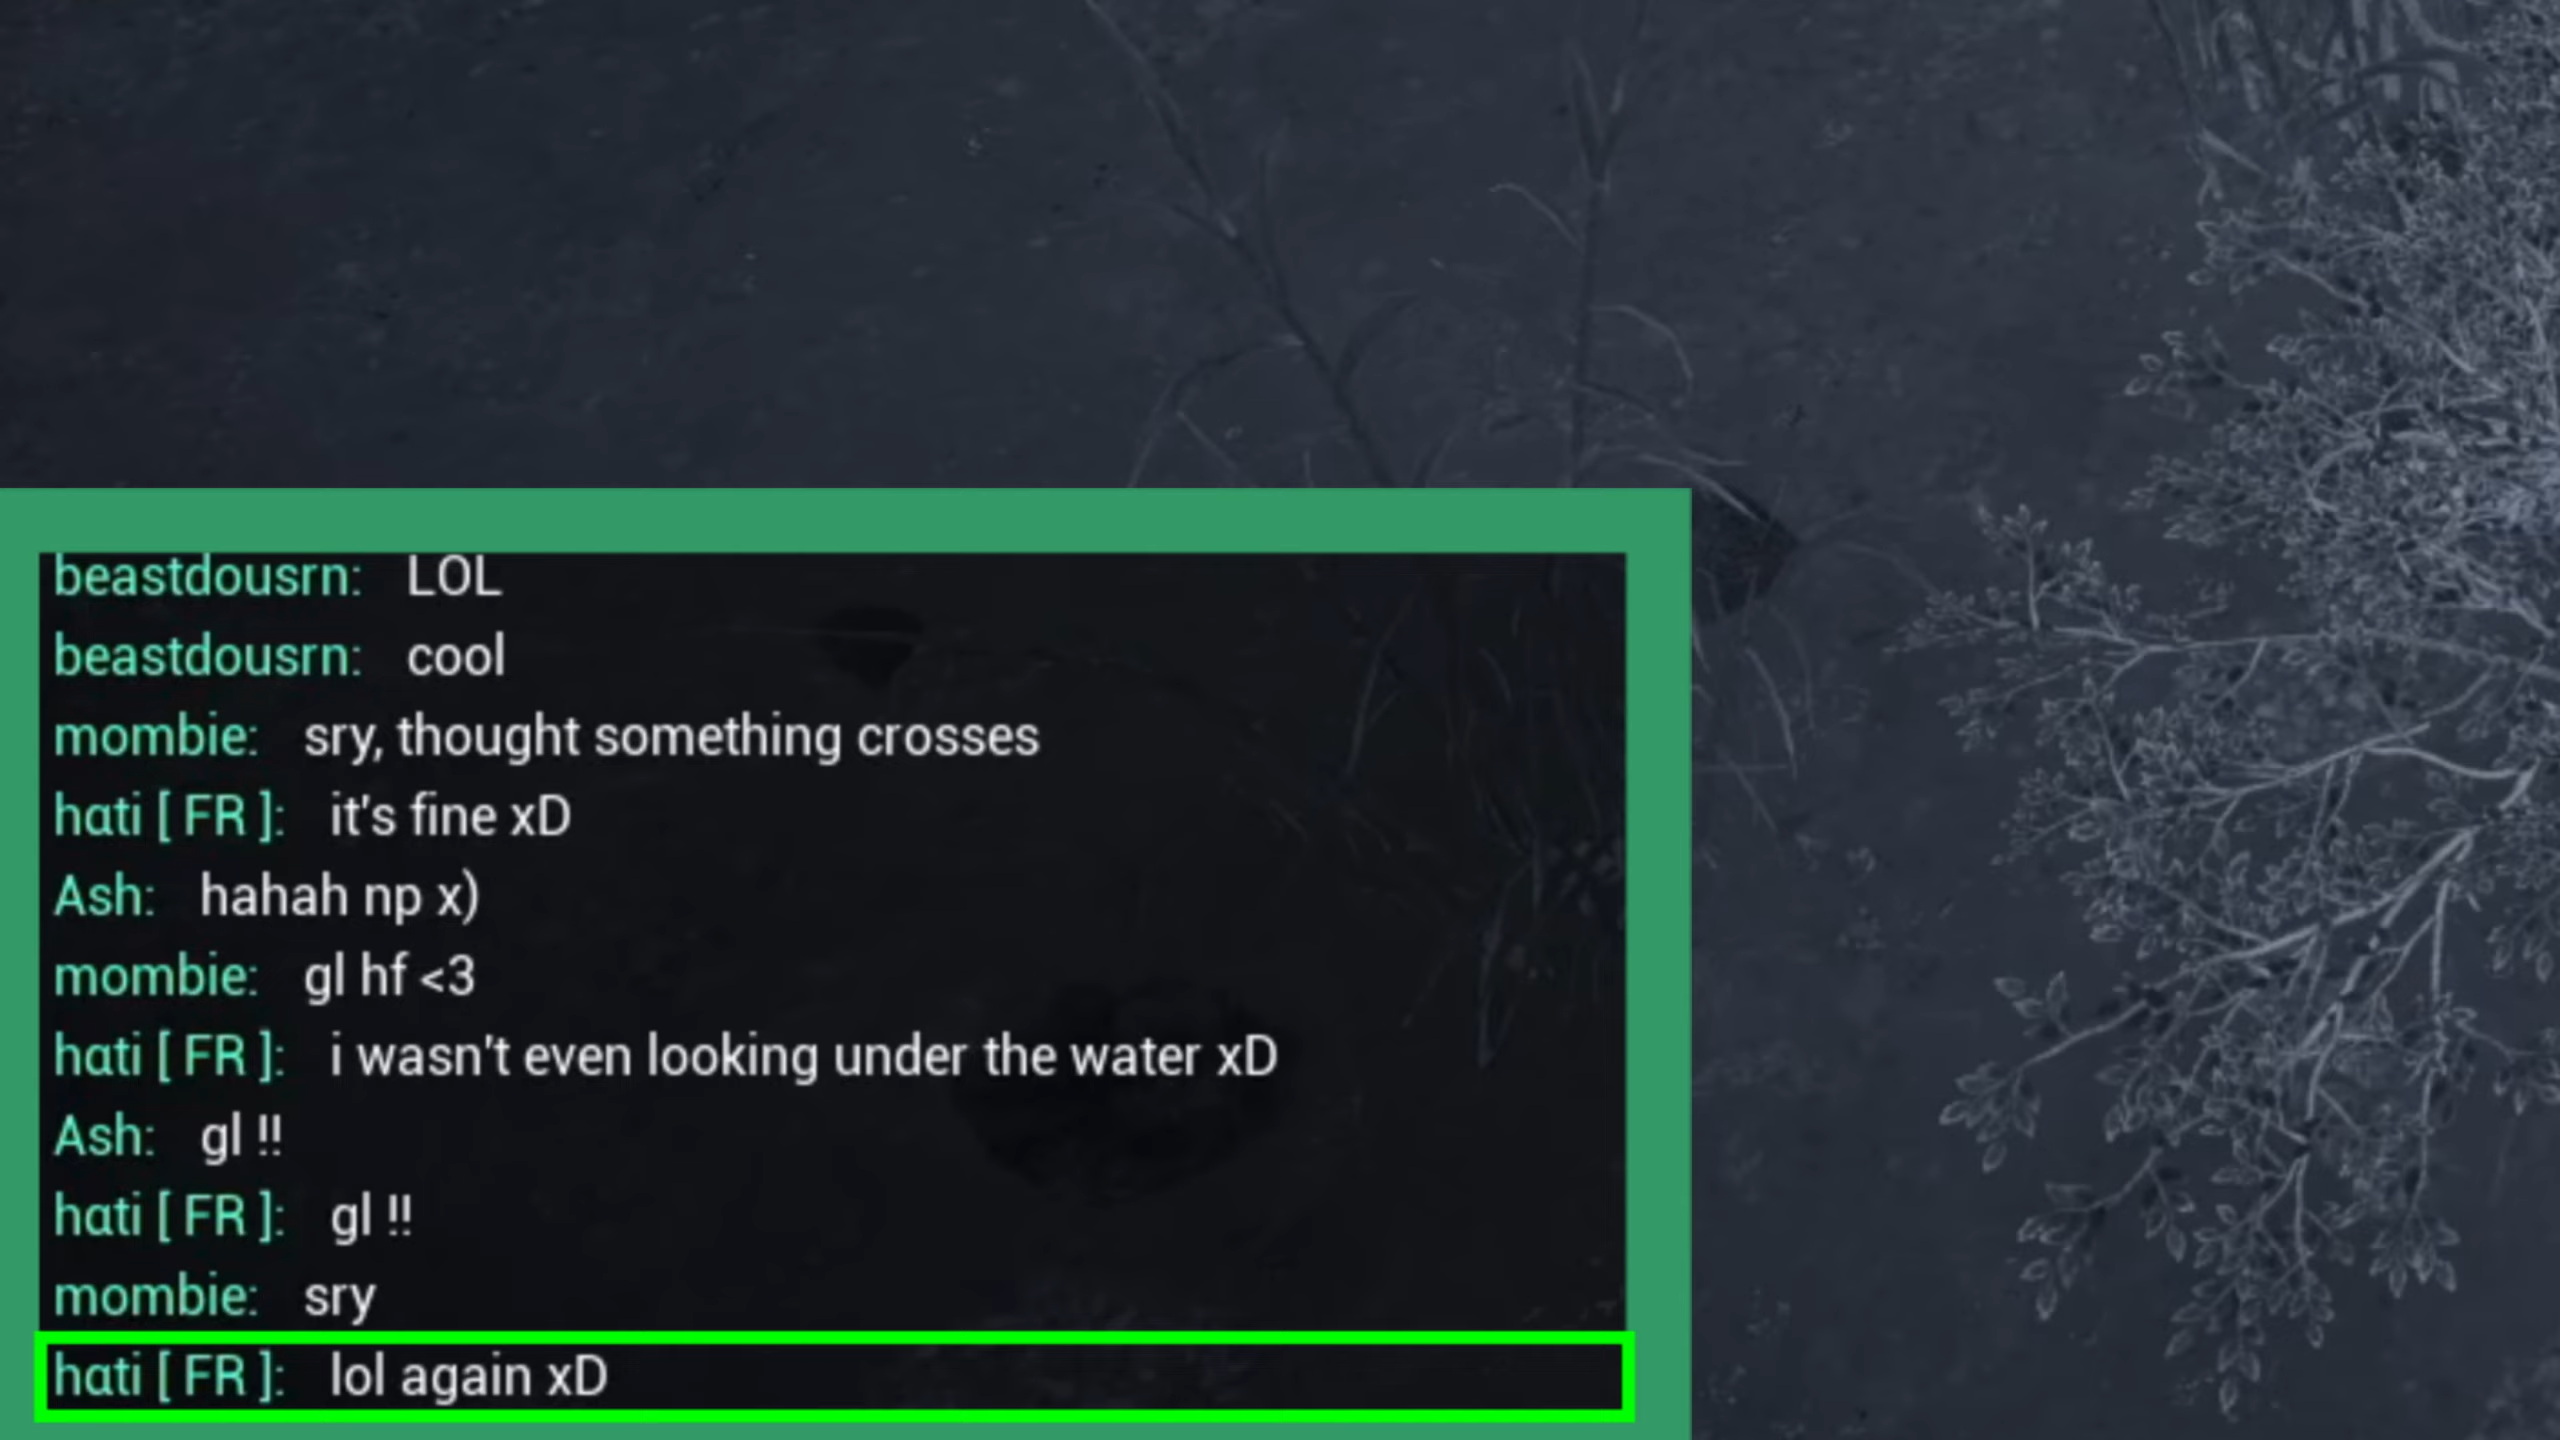 beastdousrn: LOL
beastdousrn: cool
mombie: sry, thought something crosses
hati [ FR ]: it's fine xD
Ash: hahah np x)
mombie: gl hf <3
hati [ FR ]: i wasn't even looking under the water xD
Ash: gl !!
hati [ FR ]: gl !!
mombie: sry
hati [ FR ]: lol again xD